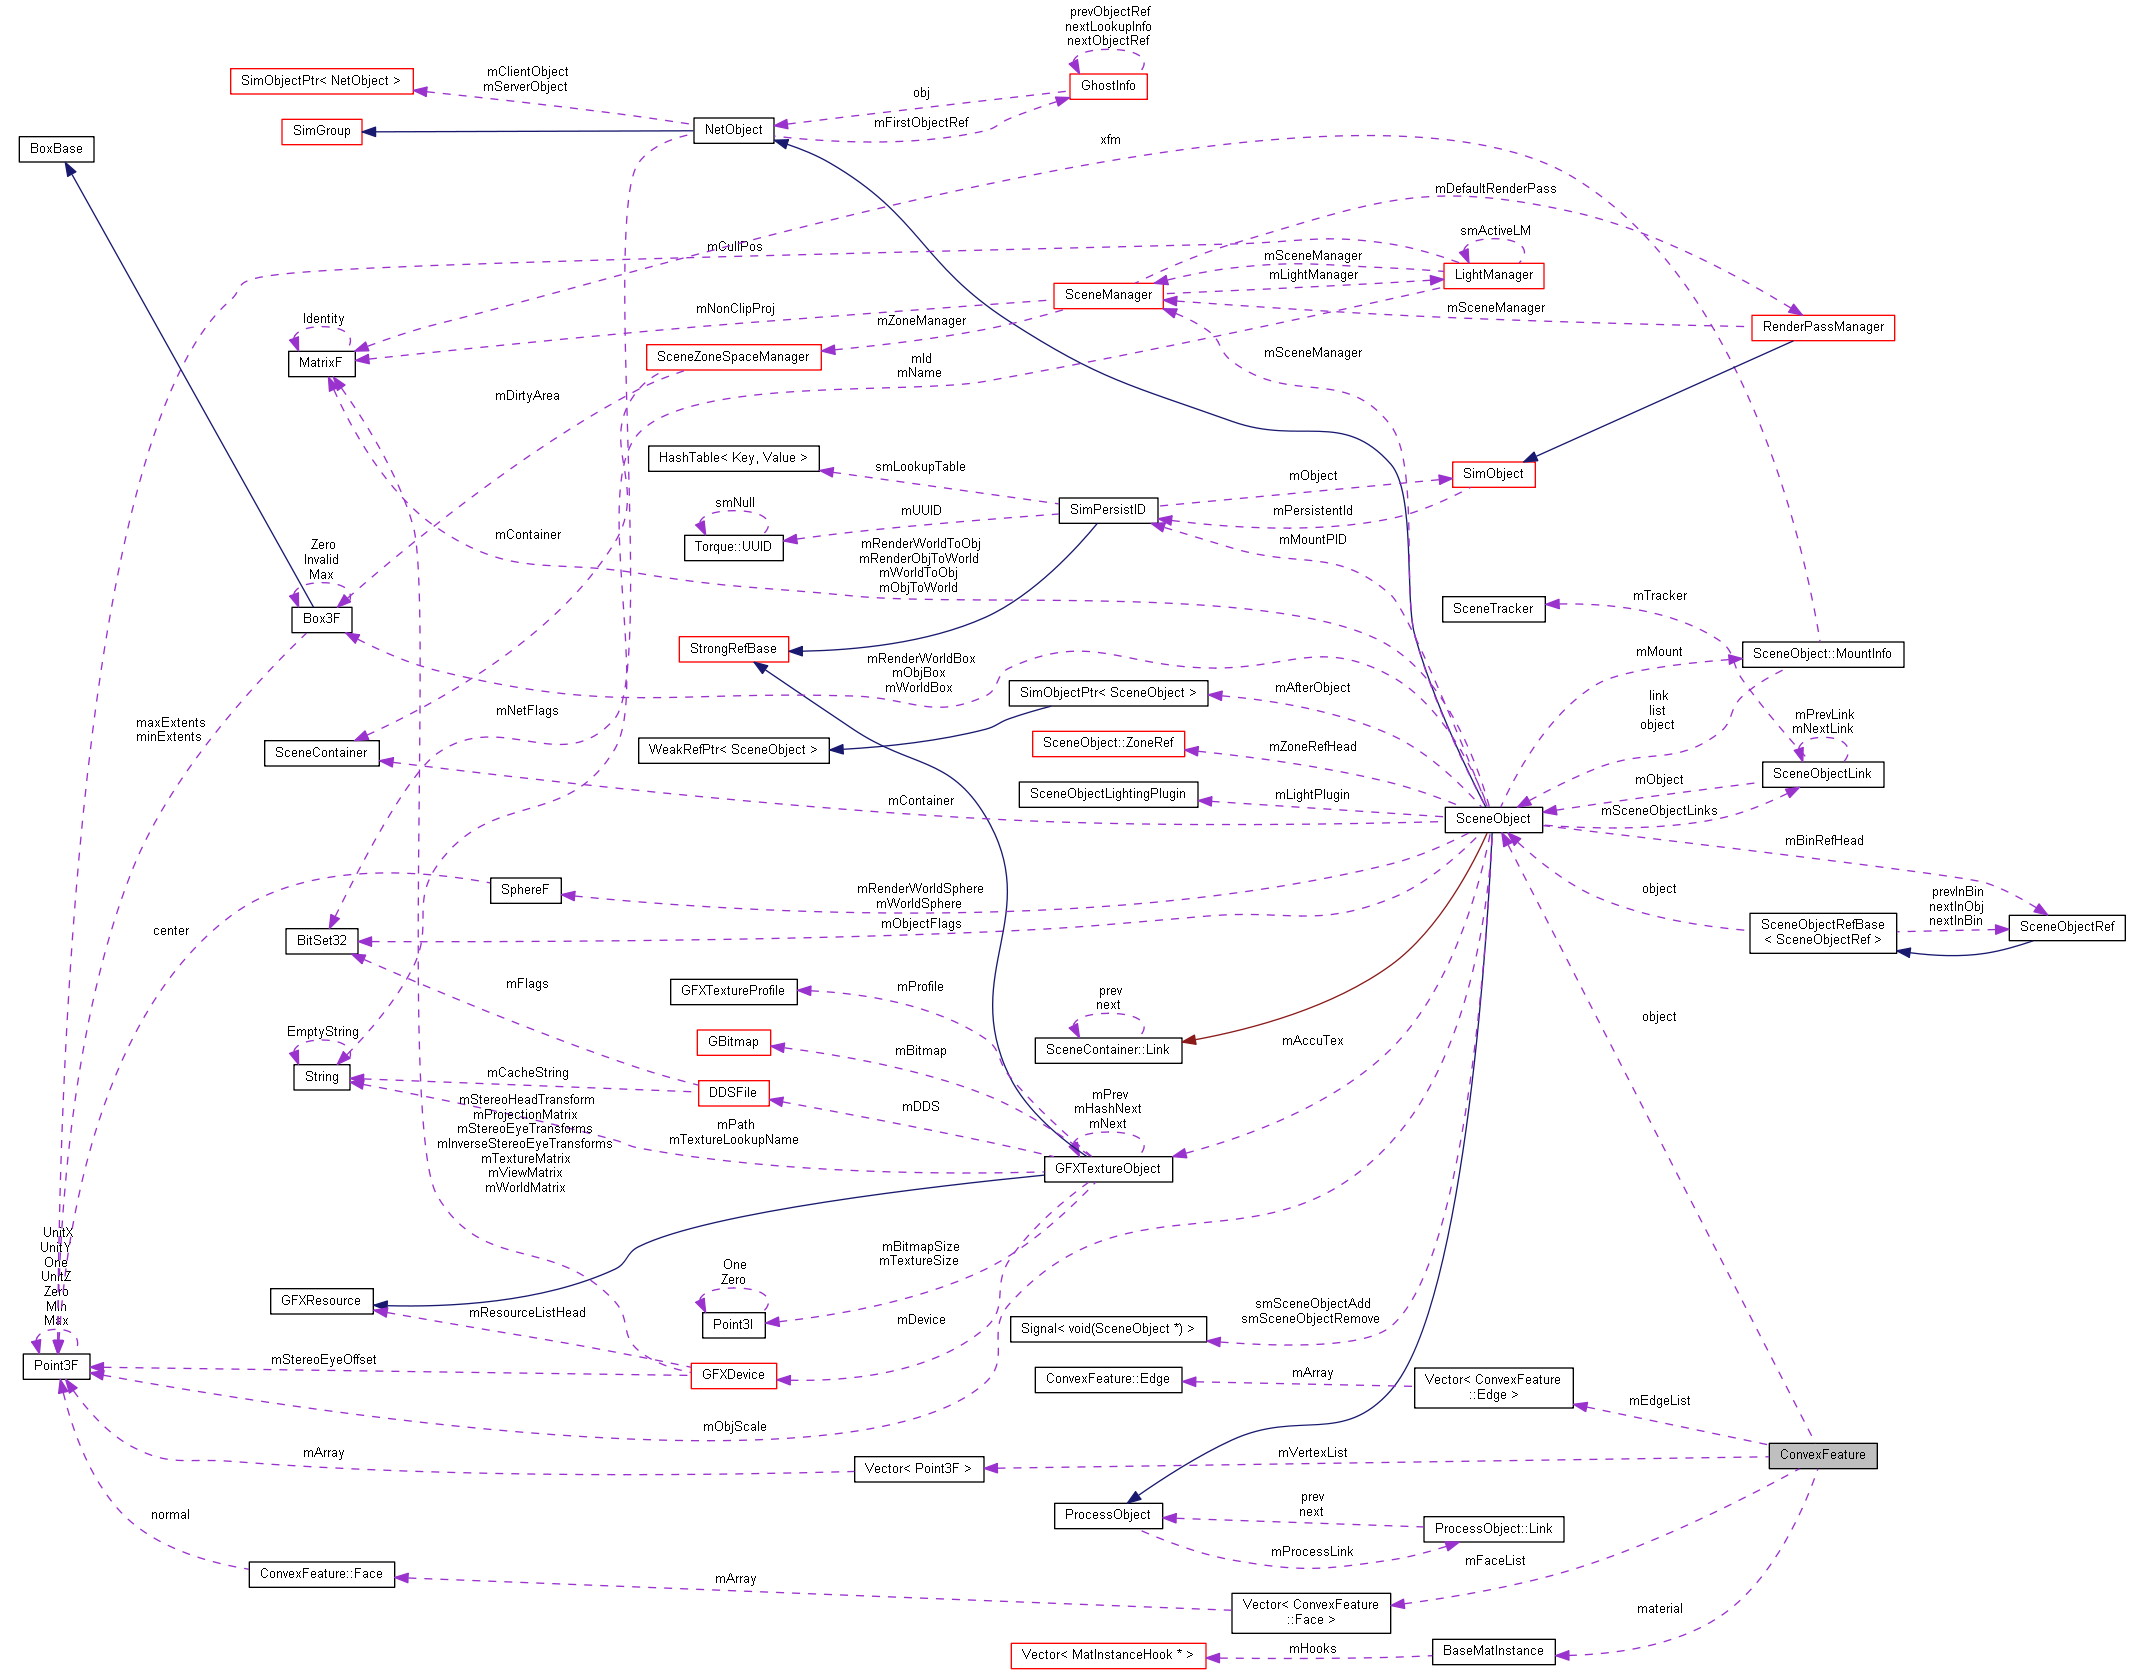 prevObjectRef
nextLookupInfo
nextObjectRef
SimObjectPtr< NetObject >
mClientObject
mServerObject
GhostInfo
obj
mFirstObjectRef
SimGroup
NetObject
BoxBase
xfm
mDefaultRenderPass
smActiveLM
mCullPos
mSceneManager
mLightManager
LightManager
SceneManager
mNonClipProj
mZoneManager
mSceneManager
RenderPassManager
Identity
MatrixF
SceneZoneSpaceManager
mId
mName
mSceneManager
mDirtyArea
HashTable< Key, Value >
smLookupTable
mObject
SimObject
smNull
mUUID
SimPersistID
mPersistentId
Torque::UUID
mContainer
mMountPID
mRenderWorldToObj
mRenderObjToWorld
mWorldToObj
mObjToWorld
Zero
Invalid
Max
Box3F
SceneTracker
mTracker
StrongRefBase
mRenderWorldBox
mObjBox
mWorldBox
mMount
SceneObject::MountInfo
SimObjectPtr< SceneObject >
mAfterObject
link
list
object
maxExtents
minExtents
mNetFlags
SceneContainer
WeakRefPtr< SceneObject >
SceneObject::ZoneRef
mZoneRefHead
mPrevLink
mNextLink
SceneObjectLink
mObject
SceneObjectLightingPlugin
mLightPlugin
mContainer
SceneObject
mSceneObjectLinks
mBinRefHead
SphereF
mRenderWorldSphere
mWorldSphere
object
prevInBin
nextInObj
nextInBin
center
BitSet32
mObjectFlags
SceneObjectRefBase
< SceneObjectRef >
SceneObjectRef
mFlags
GFXTextureProfile
mProfile
prev
next
object
EmptyString
GBitmap
mBitmap
SceneContainer::Link
mAccuTex
String
mCacheString
DDSFile
mDDS
mPrev
mHashNext
mNext
mStereoHeadTransform
mProjectionMatrix
mStereoEyeTransforms
mInverseStereoEyeTransforms
mTextureMatrix
mViewMatrix
mWorldMatrix
mPath
mTextureLookupName
GFXTextureObject
UnitX
UnitY
One
UnitZ
Zero
Min
Max
mBitmapSize
mTextureSize
One
Zero
GFXResource
mResourceListHead
Point3I
mDevice
smSceneObjectAdd
smSceneObjectRemove
Signal< void(SceneObject *) >
Point3F
mStereoEyeOffset
GFXDevice
ConvexFeature::Edge
mArray
Vector< ConvexFeature
::Edge >
mEdgeList
mObjScale
mArray
Vector< Point3F >
mVertexList
ConvexFeature
normal
ProcessObject
prev
next
ProcessObject::Link
mProcessLink
mFaceList
ConvexFeature::Face
mArray
Vector< ConvexFeature
::Face >
material
Vector< MatInstanceHook * >
mHooks
BaseMatInstance